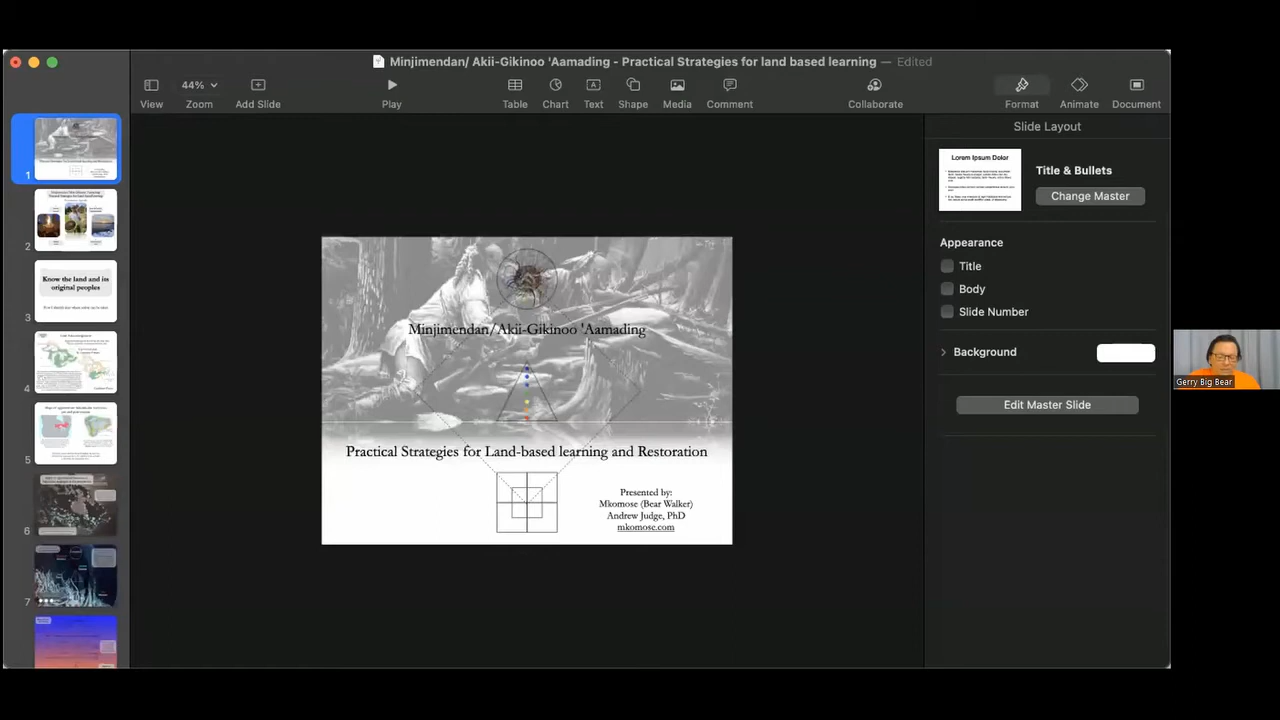 Minjimendan/ Akii-Gikinoo 'Aamading - Practical Strategies for land based learning — Edited
View
44%
Zoom
Add Slide
Play
Table
Chart
Text
Shape
Media
Comment
Collaborate
Format
Animate
Document
1
2
3
Know the land and its
original peoples
4
5
6
7
Minjimendan/Akii-Gikinoo 'Aamading
Practical Strategies for Land-based learning and Restoration
Presented by:
Mkomose (Bear Walker)
Andrew Judge, PhD
mkomose.com
Slide Layout
Lorem Ipsum Dolor
Title & Bullets
Change Master
Appearance
Title
Body
Slide Number
Background
Edit Master Slide
Gerry Big Bear